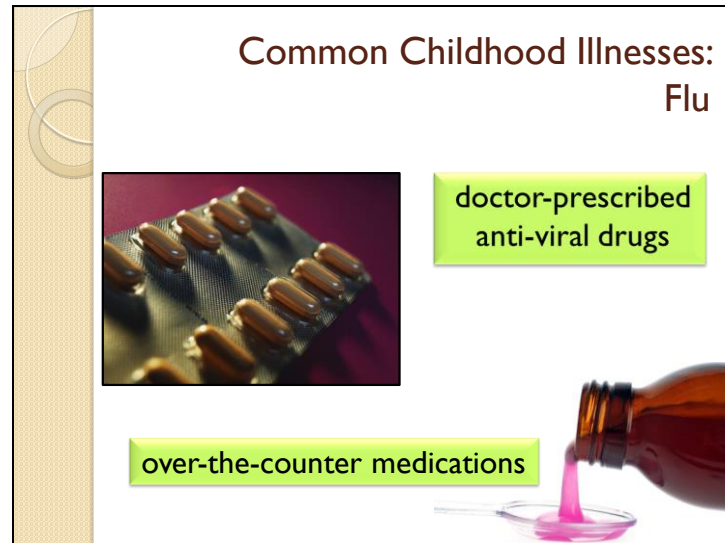 Common Childhood Illnesses:
Flu
doctor-prescribed
anti-viral drugs
over-the-counter medications